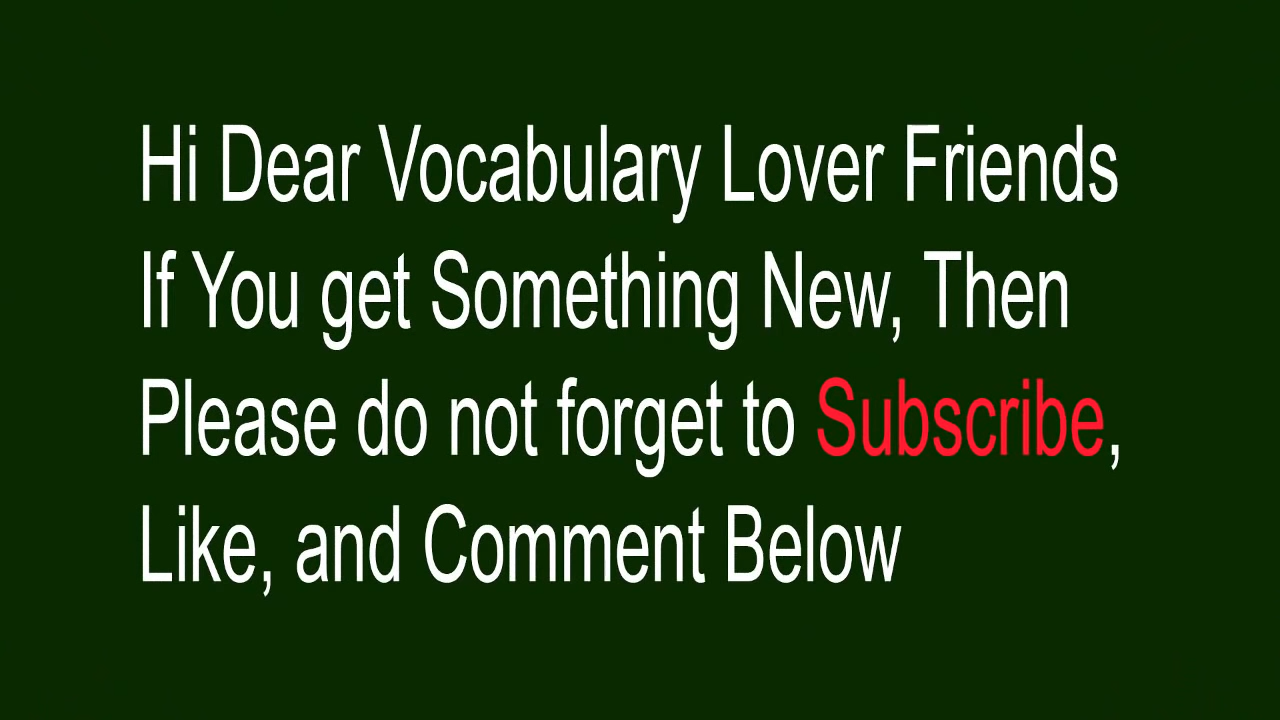 Hi Dear Vocabulary Lover Friends
If You get Something New, Then
Please do not forget to Subscribe,
Like, and Comment Below